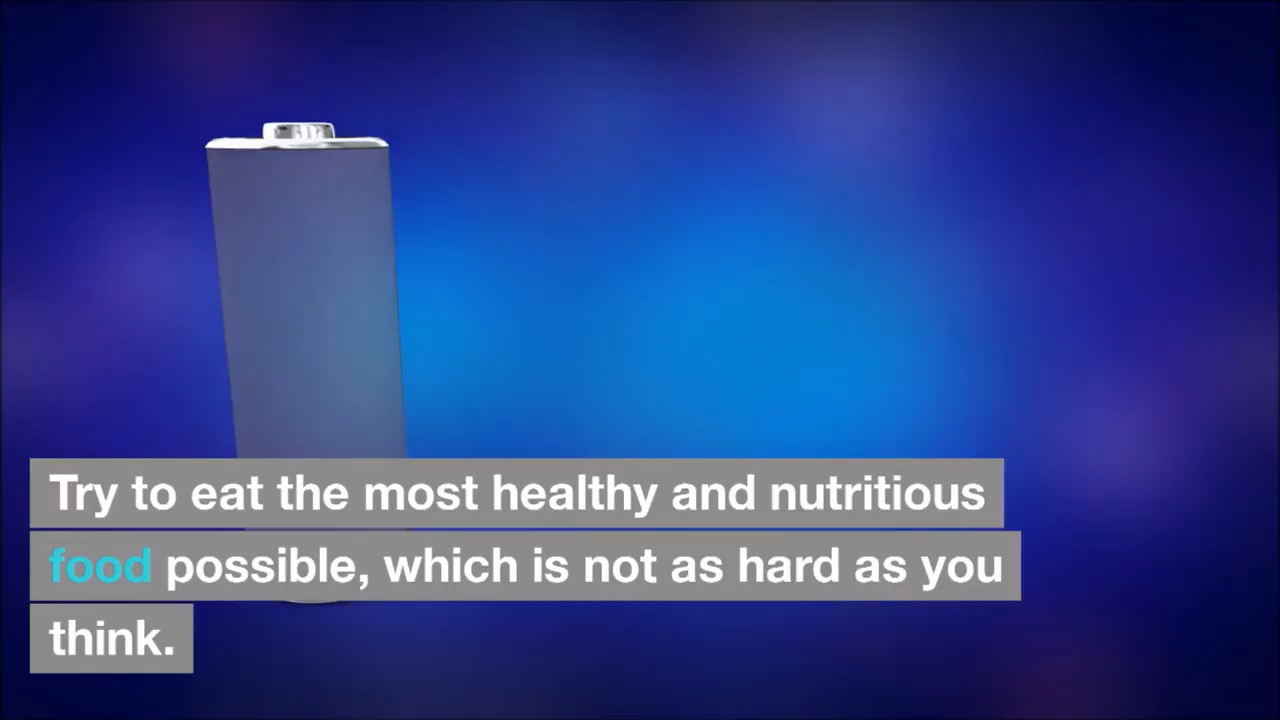 Try to eat the most healthy and nutritious
food possible, which is not as hard as you
think.